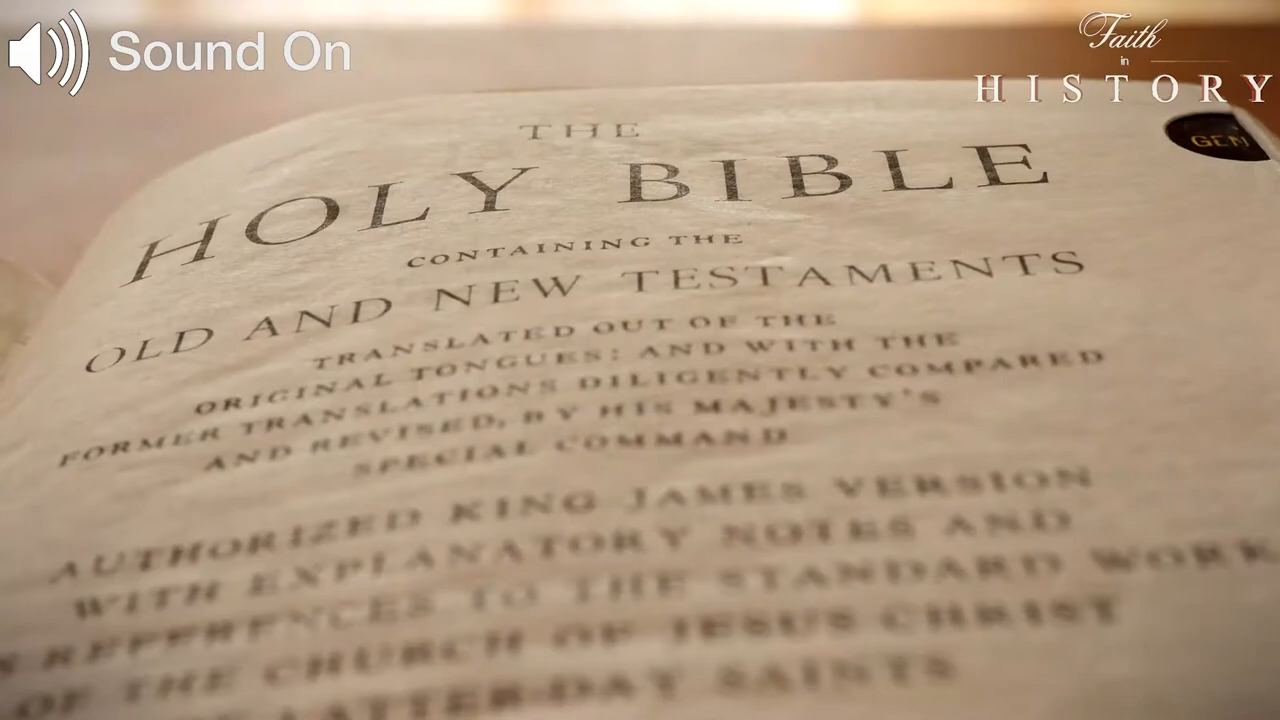 Sound On
Faith
in
HISTORY
GEN
THE
HOLY BIBLE
CONTAINING THE
OLD AND NEW TESTAMENTS
TRANSLATED OUT OF THE
ORIGINAL TONGUES: AND WITH THE
FORMER TRANSLATIONS DILIGENTLY COMPARED
AND REVISED, BY HIS MAJESTY'S
SPECIAL COMMAND
AUTHORIZED KING JAMES VERSION
WITH EXPLANATORY NOTES AND
REFERENCES TO THE STANDARD WORK
OF THE CHURCH OF JESUS CHRIST
LATTER-DAY SAINTS